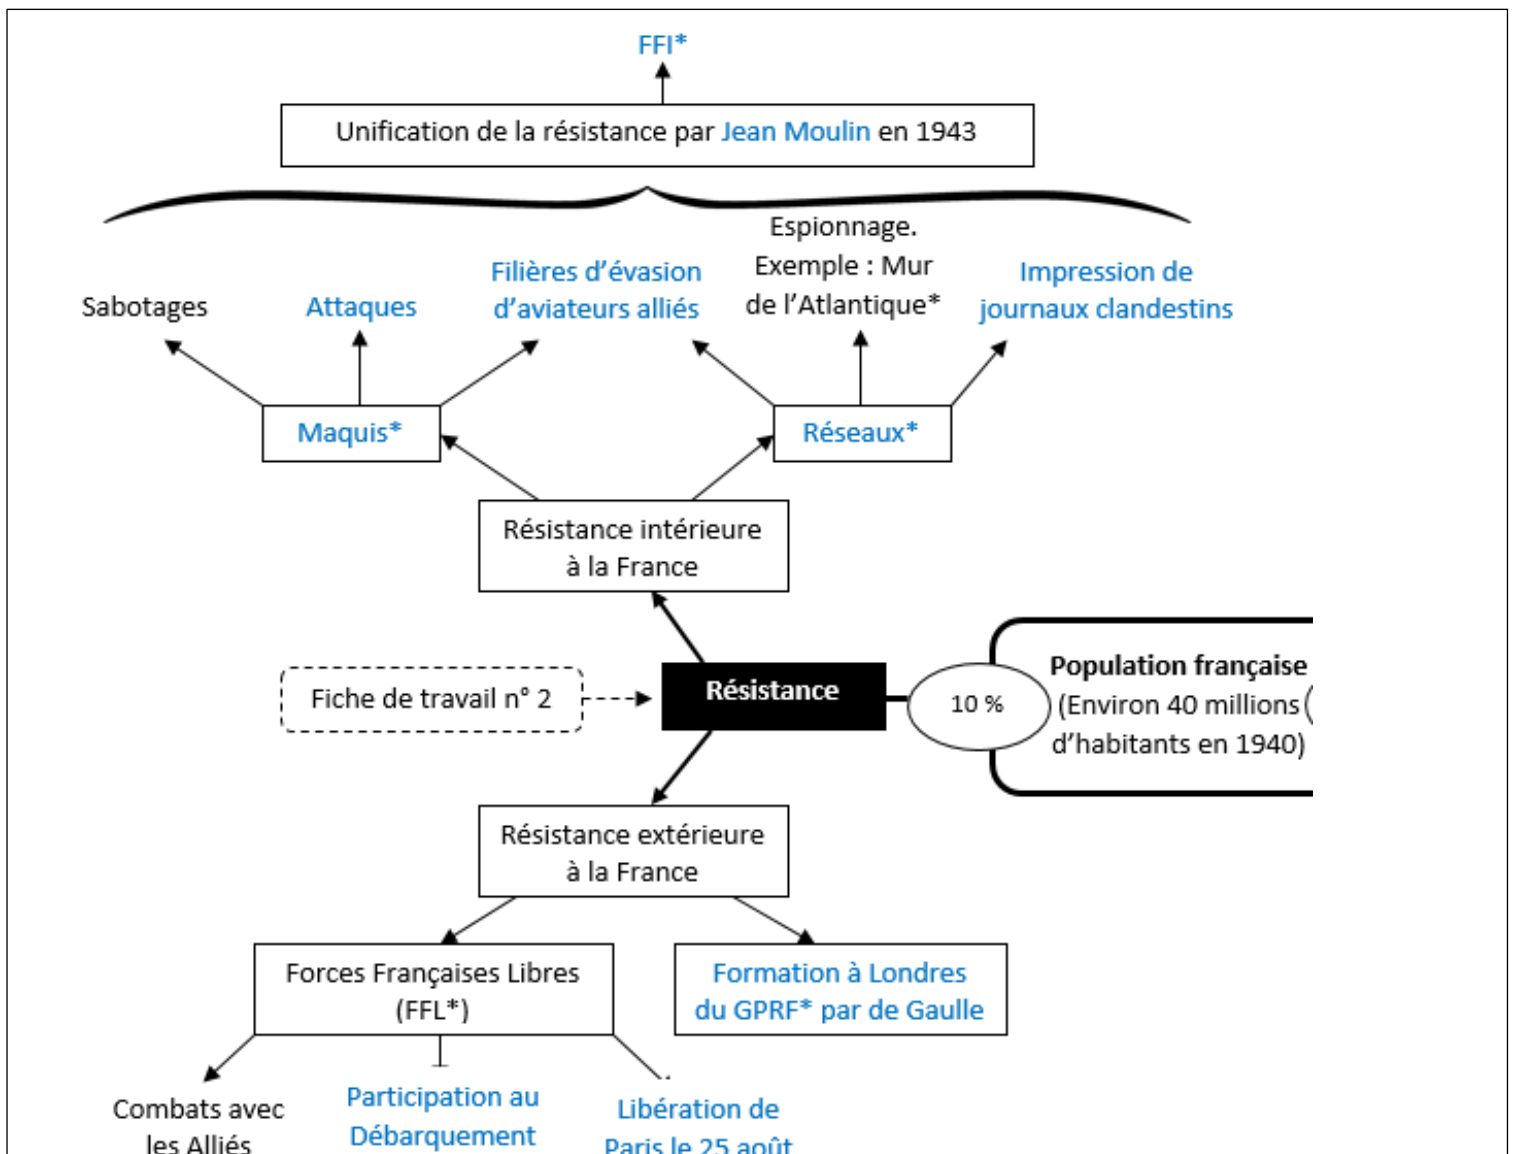 FFI*
Unification de la résistance par Jean Moulin en 1943
Espionnage.
Exemple : Mur
de l'Atlantique*
Sabotages
Attaques
Filières d'évasion
d'aviateurs alliés
Impression de
journaux clandestins
Maquis*
Réseaux*
Résistance intérieure
à la France
Fiche de travail n° 2
Résistance
10 %
Population française
(Environ 40 millions
d'habitants en 1940)
Résistance extérieure
à la France
Forces Françaises Libres
(FFL*)
Formation à Londres
du GPRF* par de Gaulle
Combats avec
les Alliés
Participation au
Débarquement
Libération de
Paris le 25 août